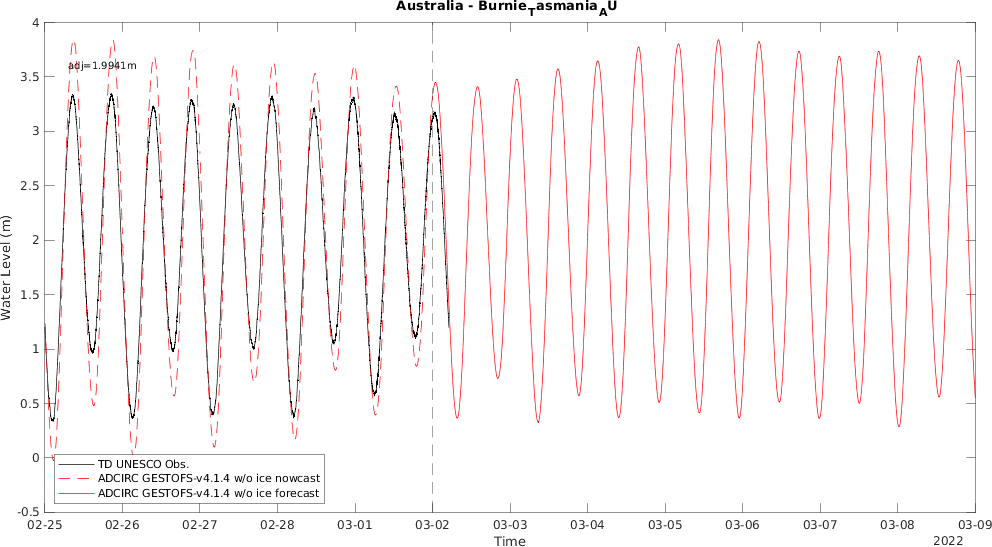 Australia - Burnie_Tasmania_AU
adj=1.9941m
4
3.5
3
2.5
2
1.5
1
0.5
0
-0.5
Water Level (m)
TD UNESCO Obs.
ADCIRC GESTOFS-v4.1.4 w/o ice nowcast
ADCIRC GESTOFS-v4.1.4 w/o ice forecast
02-25 02-26 02-27 02-28 03-01 03-02 03-03 03-04 03-05 03-06 03-07 03-08 03-09
Time
2022